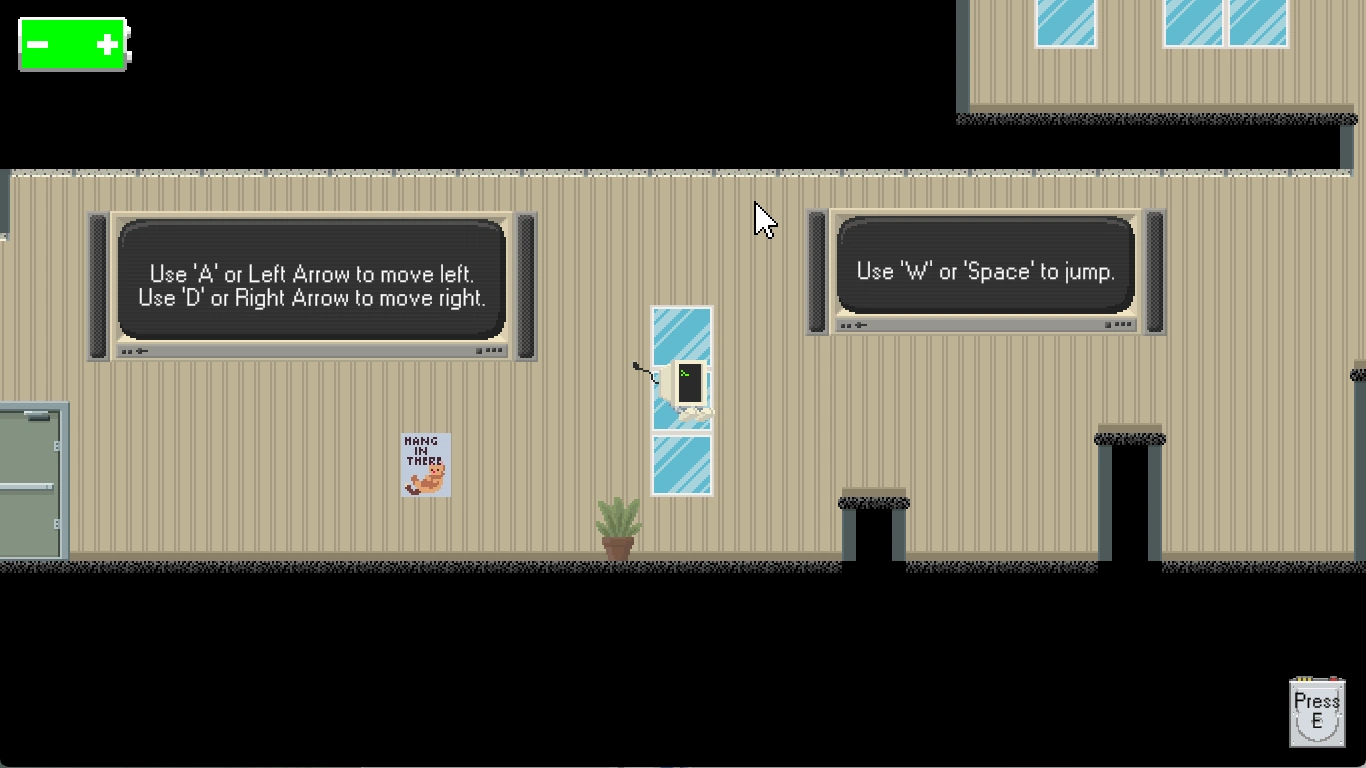 Use 'A' or Left Arrow to move left.
Use 'D' or Right Arrow to move right.
Use 'W' or 'Space' to jump.
HANG
IN
THERE
Press
E